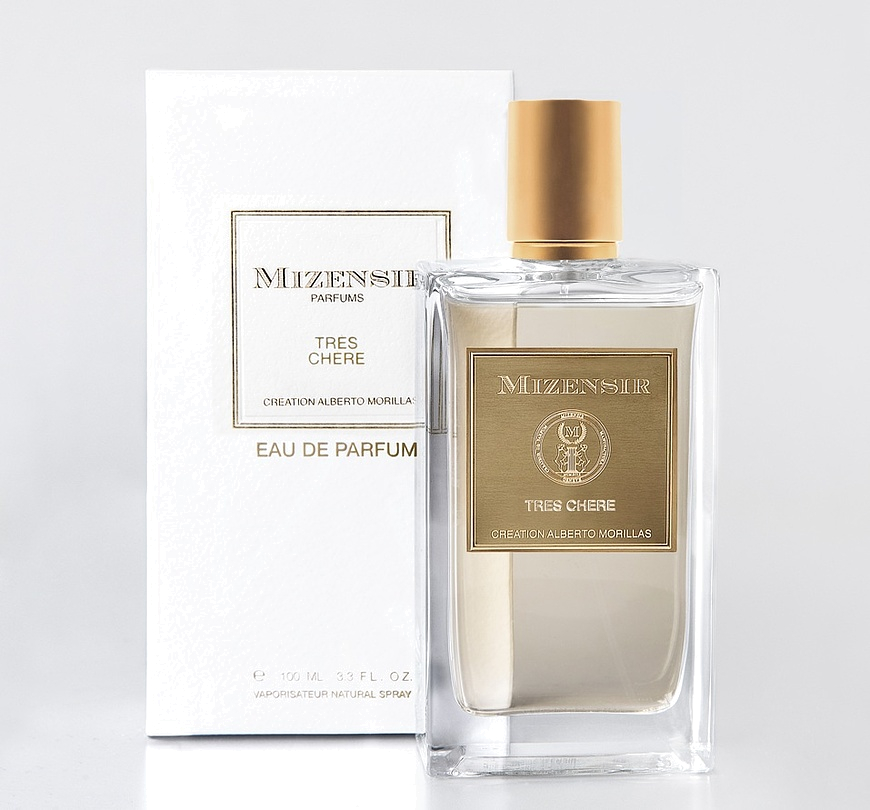 MIZENSIR
PARFUMS
TRES
CHERE
CREATION ALBERTO MORILLAS
EAU DE PARFUM
℮ 100 ML 3.3 FL. OZ.
VAPORISATEUR NATURAL SPRAY
MIZENSIR
M
TRES CHERE
CREATION ALBERTO MORILLAS